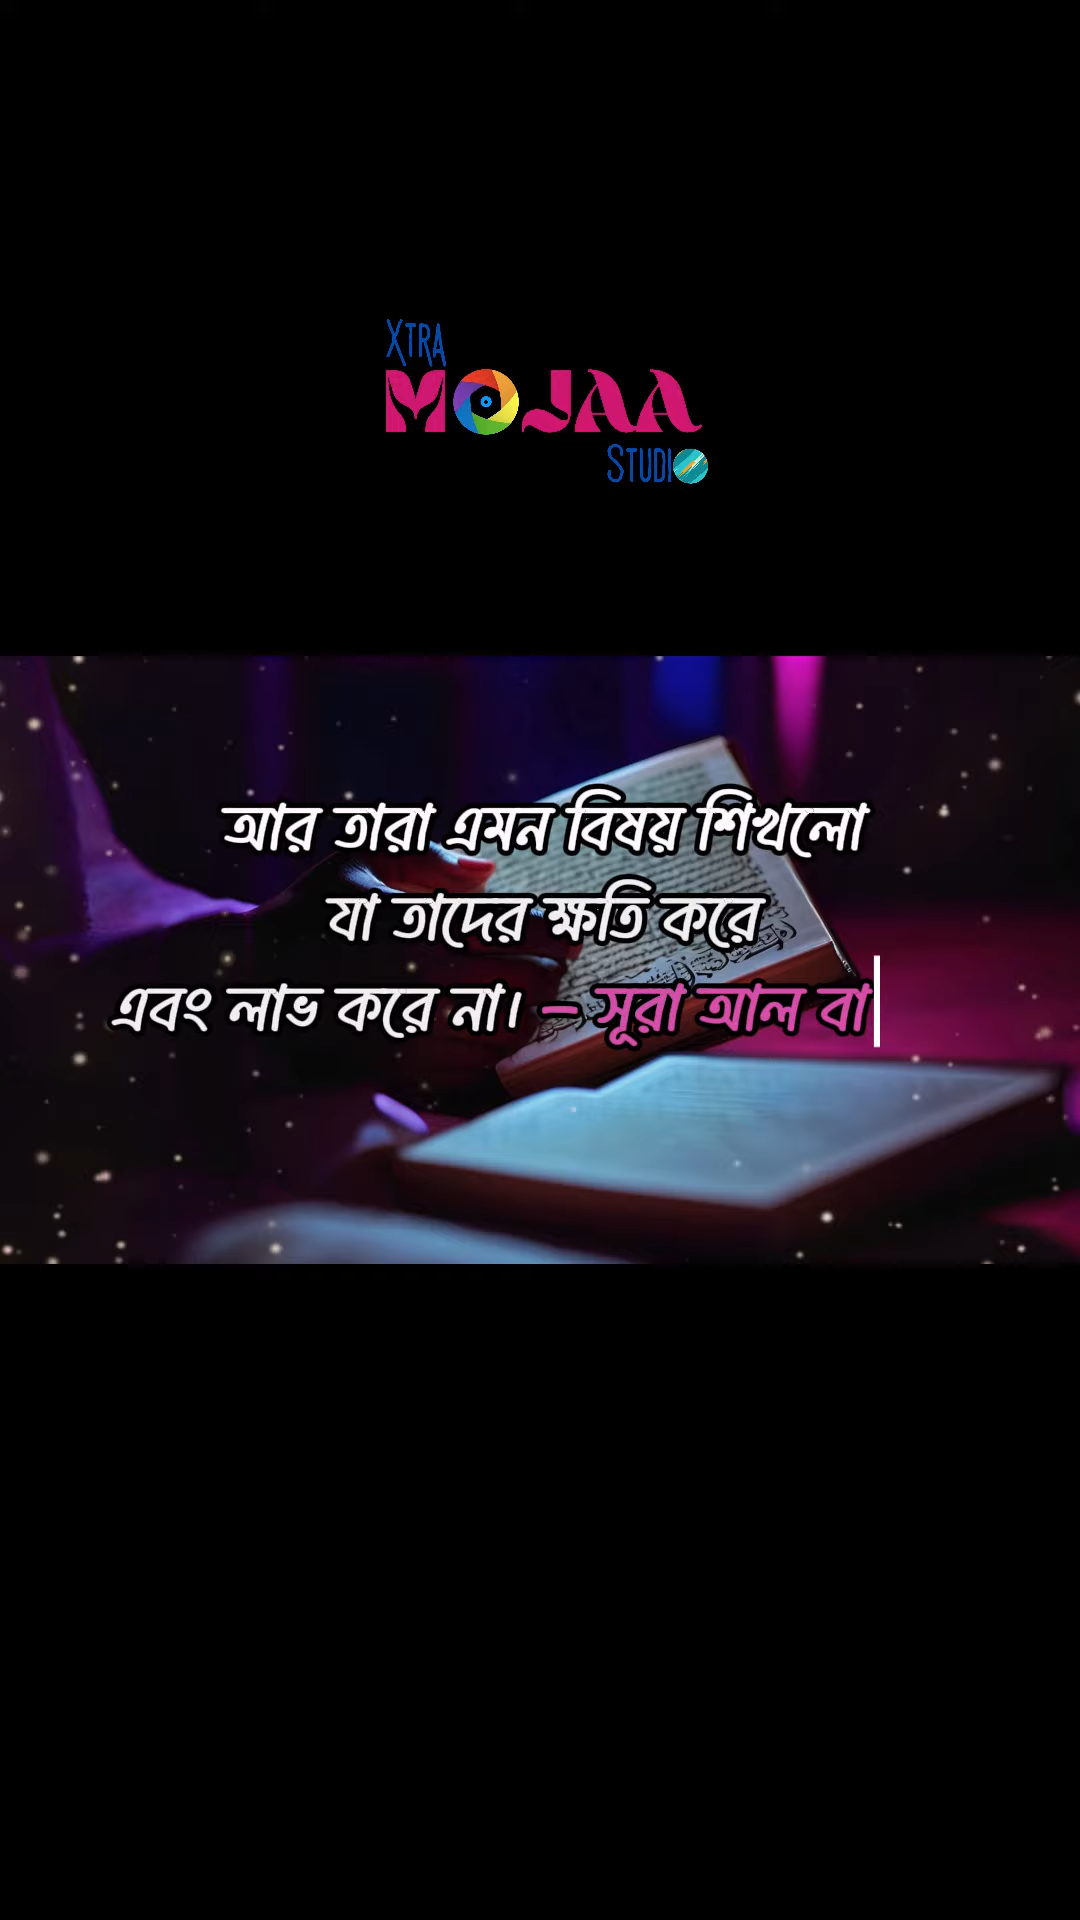 XTRA
MOJAA
STUDIO
আর তারা এমন বিষয় শিখলো
যা তাদের ক্ষতি করে
এবং লাভ করে না। – সূরা আল বা